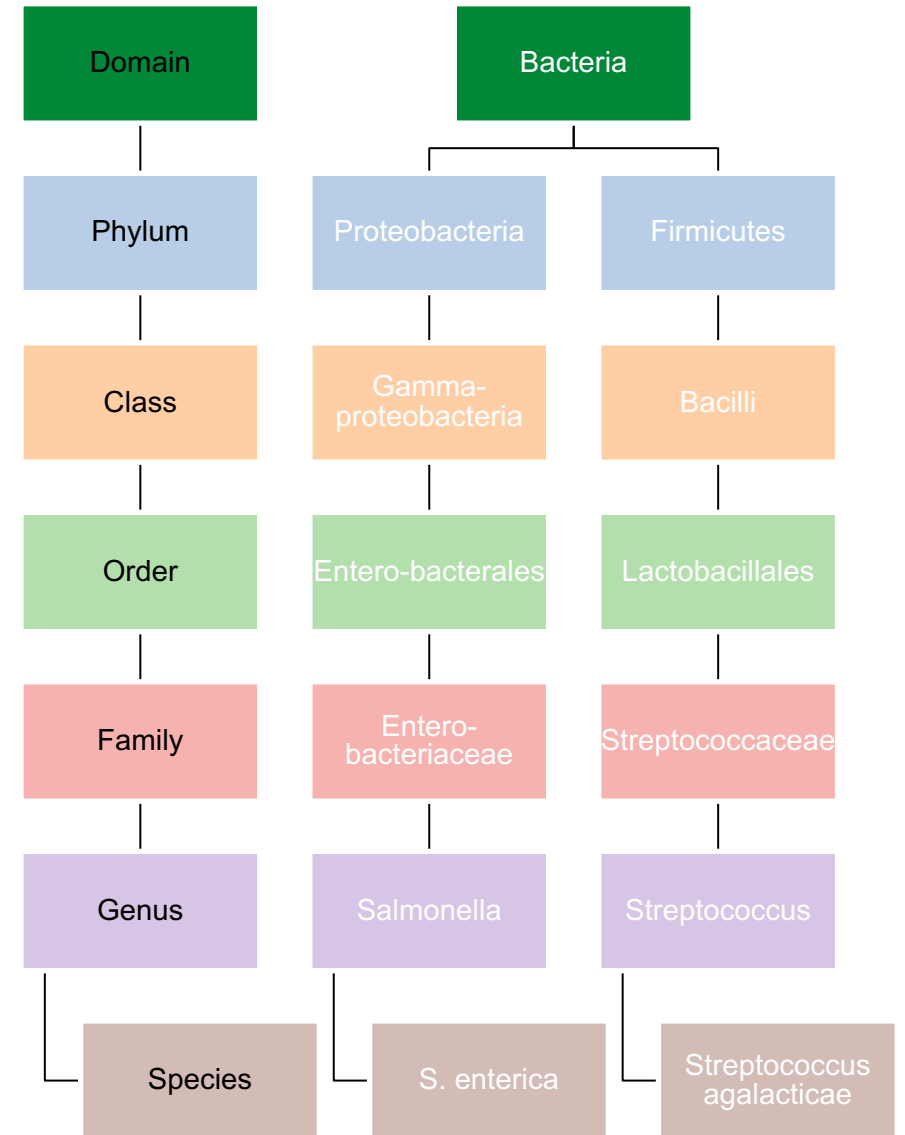 Domain
Bacteria
Phylum
Proteobacteria
Firmicutes
Class
Gamma-
proteobacteria
Bacilli
Order
Entero-bacterales
Lactobacillales
Family
Entero-
bacteriaceae
Streptococcaceae
Genus
Salmonella
Streptococcus
Species
S. enterica
Streptococcus
agalacticae